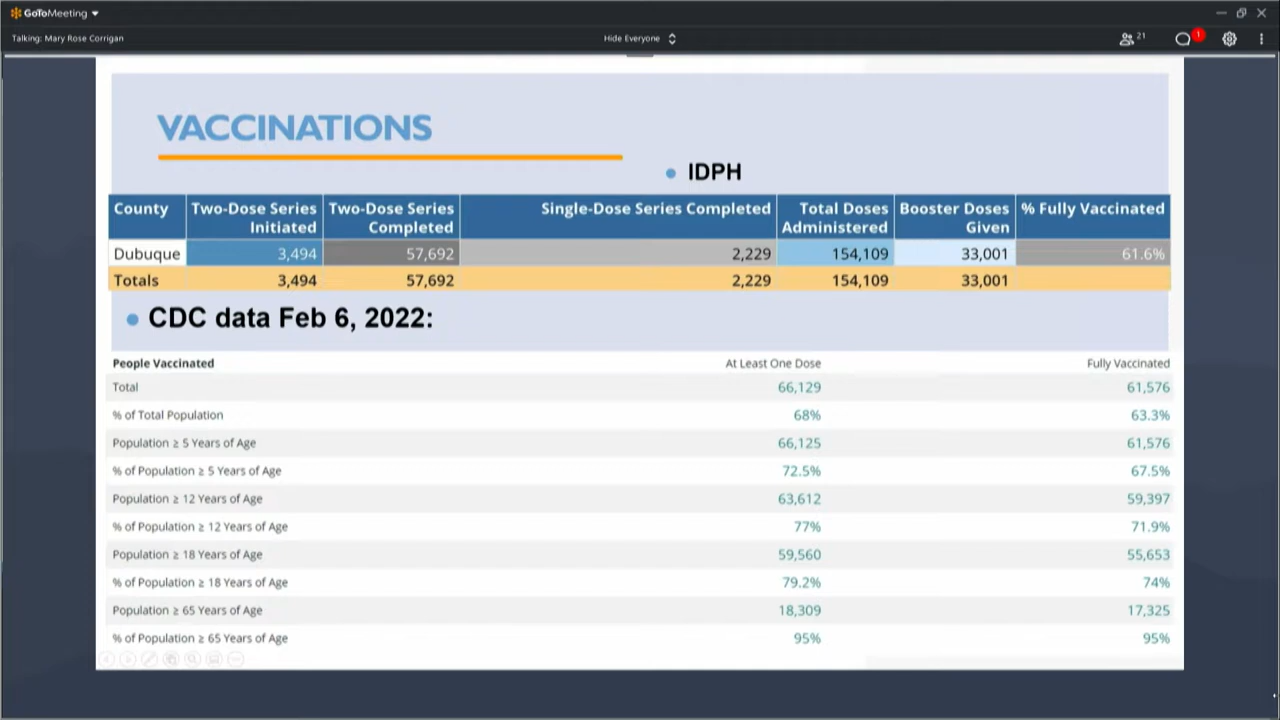 GoToMeeting
Talking: Mary Rose Corrigan
Hide Everyone
21
1
VACCINATIONS
IDPH
County Two-Dose Series Initiated Two-Dose Series Completed Single-Dose Series Completed Total Doses Administered Booster Doses Given % Fully Vaccinated
Dubuque 3,494 57,692 2,229 154,109 33,001 61.6%
Totals 3,494 57,692 2,229 154,109 33,001
CDC data Feb 6, 2022:
People Vaccinated At Least One Dose Fully Vaccinated
Total 66,129 61,576
% of Total Population 68% 63.3%
Population ≥ 5 Years of Age 66,125 61,576
% of Population ≥ 5 Years of Age 72.5% 67.5%
Population ≥ 12 Years of Age 63,612 59,397
% of Population ≥ 12 Years of Age 77% 71.9%
Population ≥ 18 Years of Age 59,560 55,653
% of Population ≥ 18 Years of Age 79.2% 74%
Population ≥ 65 Years of Age 18,309 17,325
% of Population ≥ 65 Years of Age 95% 95%